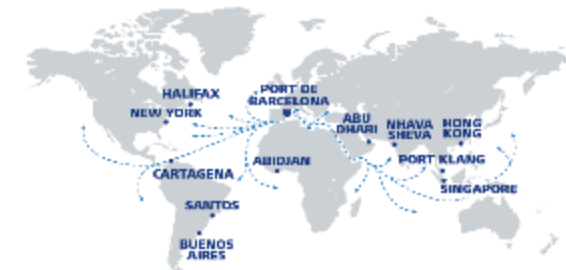 HALIFAX
NEW YORK
PORT DE
BARCELONA
ABU
DHABI
NHAVA
SHEVA
HONG
KONG
ABIDJAN
PORT KLANG
CARTAGENA
SINGAPORE
SANTOS
BUENOS
AIRES